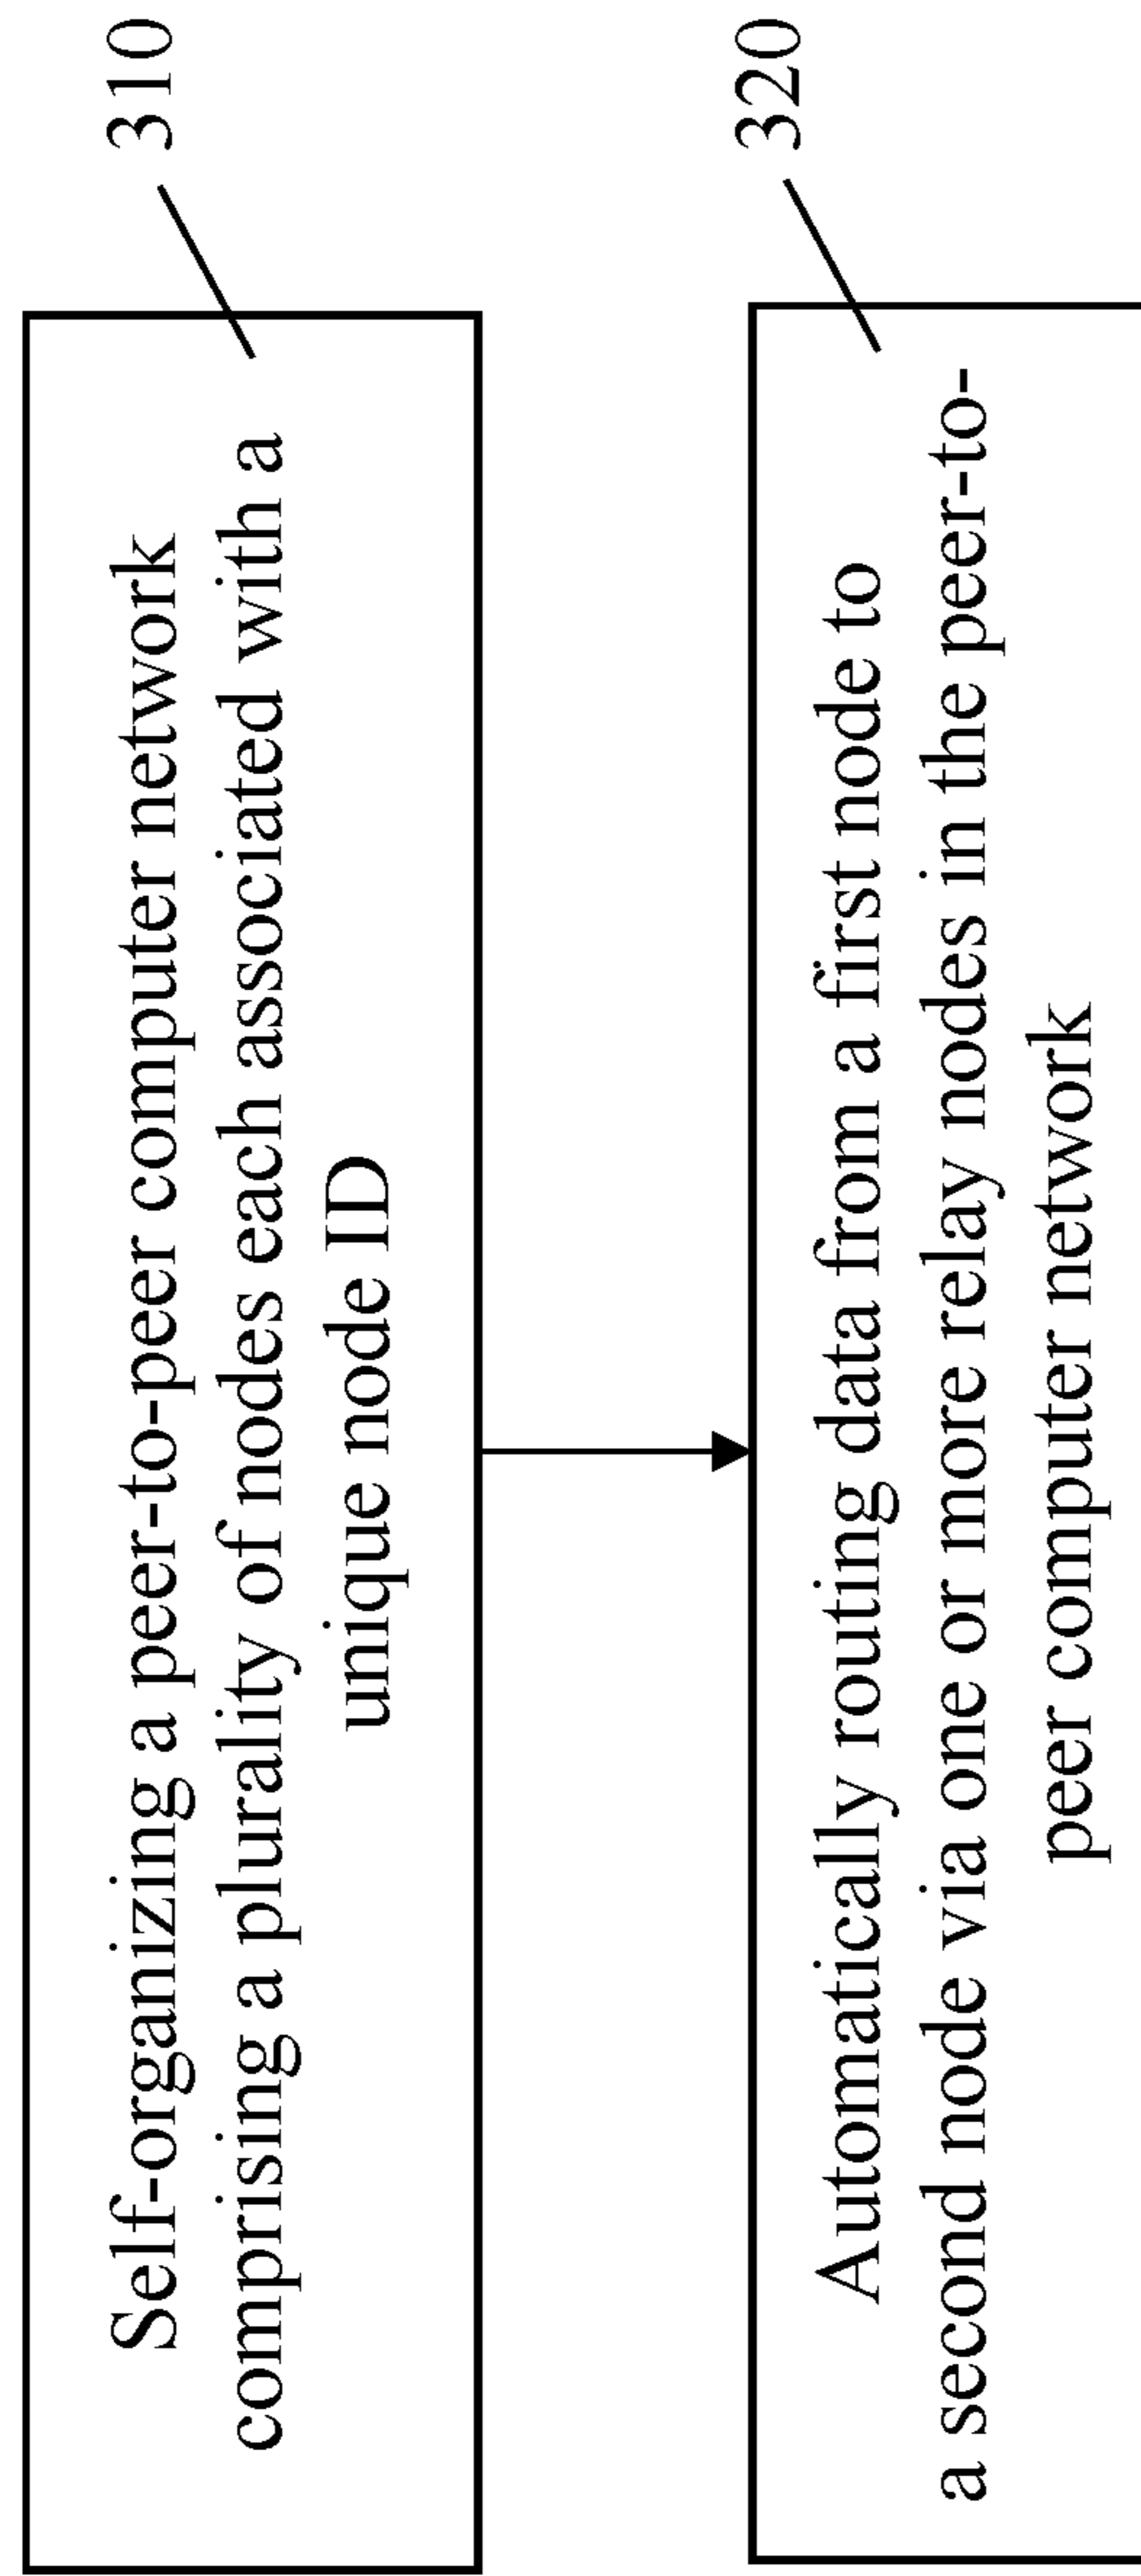 Self-organizing a peer-to-peer computer network
comprising a plurality of nodes each associated with a
unique node ID
310
Automatically routing data from a first node to
a second node via one or more relay nodes in the peer-to-
peer computer network
320